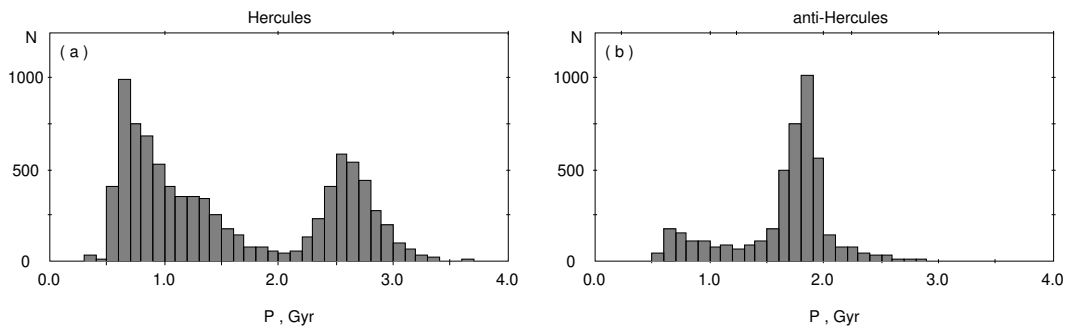 Hercules
N
( a )
1000
500
0
0.0 1.0 2.0 3.0 4.0
P , Gyr
anti-Hercules
N
( b )
1000
500
0
0.0 1.0 2.0 3.0 4.0
P , Gyr